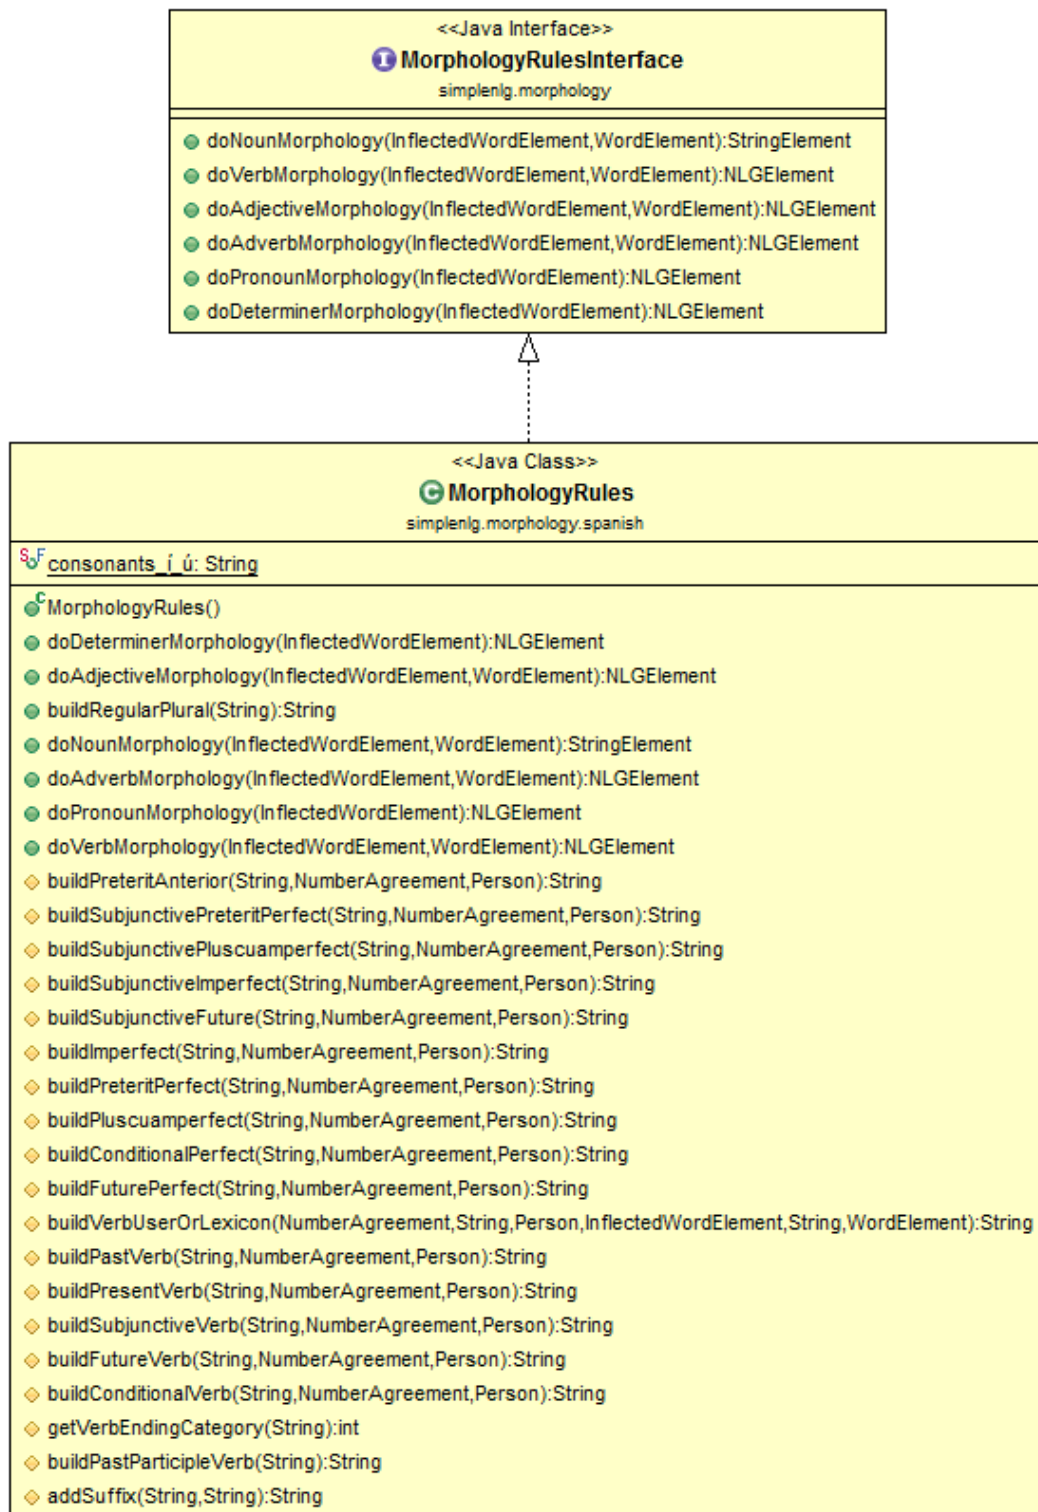 <<Java Interface>>
I MorphologyRulesInterface
simplenlg.morphology
doNounMorphology(InflectedWordElement,WordElement):StringElement
doVerbMorphology(InflectedWordElement,WordElement):NLGElement
doAdjectiveMorphology(InflectedWordElement,WordElement):NLGElement
doAdverbMorphology(InflectedWordElement,WordElement):NLGElement
doPronounMorphology(InflectedWordElement):NLGElement
doDeterminerMorphology(InflectedWordElement):NLGElement
<<Java Class>>
C MorphologyRules
simplenlg.morphology.spanish
S F consonants_í_ú: String
C MorphologyRules()
doDeterminerMorphology(InflectedWordElement):NLGElement
doAdjectiveMorphology(InflectedWordElement,WordElement):NLGElement
buildRegularPlural(String):String
doNounMorphology(InflectedWordElement,WordElement):StringElement
doAdverbMorphology(InflectedWordElement,WordElement):NLGElement
doPronounMorphology(InflectedWordElement):NLGElement
doVerbMorphology(InflectedWordElement,WordElement):NLGElement
buildPreteritAnterior(String,NumberAgreement,Person):String
buildSubjunctivePreteritPerfect(String,NumberAgreement,Person):String
buildSubjunctivePluscuamperfect(String,NumberAgreement,Person):String
buildSubjunctiveImperfect(String,NumberAgreement,Person):String
buildSubjunctiveFuture(String,NumberAgreement,Person):String
buildImperfect(String,NumberAgreement,Person):String
buildPreteritPerfect(String,NumberAgreement,Person):String
buildPluscuamperfect(String,NumberAgreement,Person):String
buildConditionalPerfect(String,NumberAgreement,Person):String
buildFuturePerfect(String,NumberAgreement,Person):String
buildVerbUserOrLexicon(NumberAgreement,String,Person,InflectedWordElement,String,WordElement):String
buildPastVerb(String,NumberAgreement,Person):String
buildPresentVerb(String,NumberAgreement,Person):String
buildSubjunctiveVerb(String,NumberAgreement,Person):String
buildFutureVerb(String,NumberAgreement,Person):String
buildConditionalVerb(String,NumberAgreement,Person):String
getVerbEndingCategory(String):int
buildPastParticipleVerb(String):String
addSuffix(String,String):String